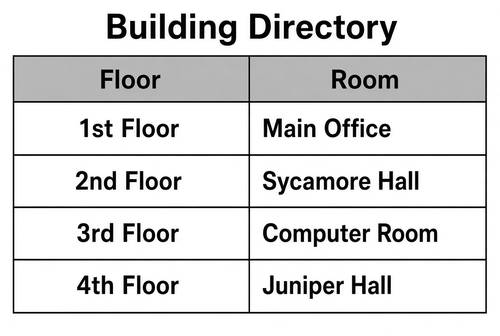 Building Directory
Floor Room
1st Floor Main Office
2nd Floor Sycamore Hall
3rd Floor Computer Room
4th Floor Juniper Hall